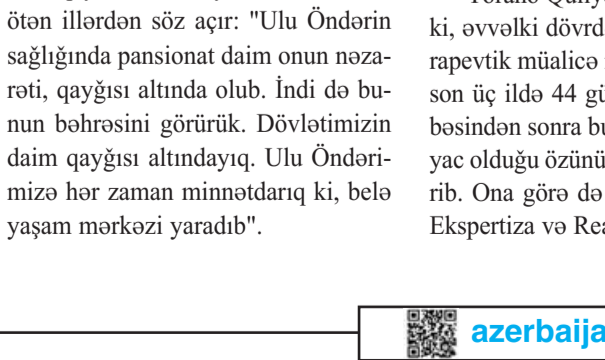 ötən illərdən söz açır: "Ulu Öndərin
sağlığında pansionat daim onun nəza-
rəti, qayğısı altında olub. İndi də bu-
nun bəhrəsini görürük. Dövlətimizin
daim qayğısı altındayıq. Ulu Öndəri-
mizə hər zaman minnətdarıq ki, belə
yaşam mərkəzi yaradıb".
ki, əvvəlki dövrd
rapevtik müalicə
son üç ildə 44 gü
bəsindən sonra bu
yac olduğu özünü
rib. Ona görə də
Ekspertiza və Rea
azerbaija